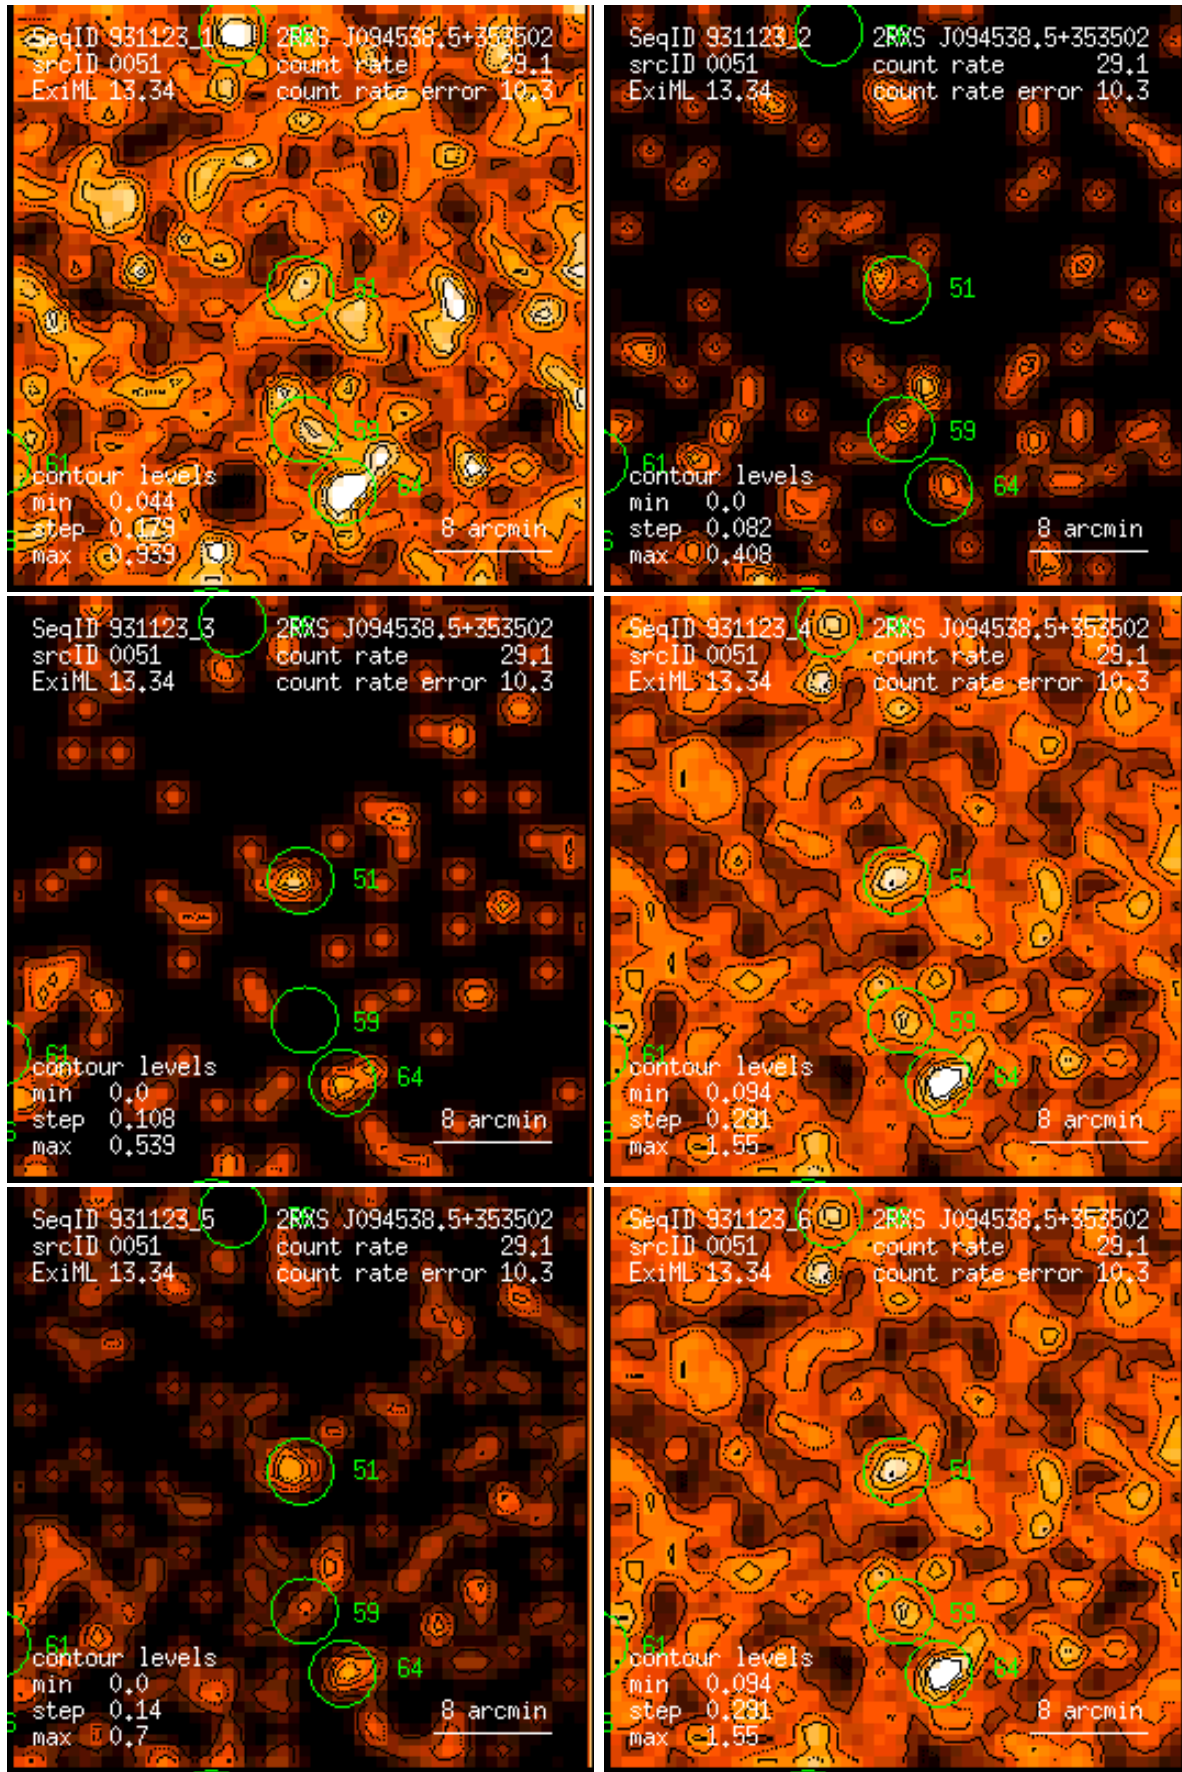 SeqID 931123_1 2RXS J094538.5+353502
srcID 0051 count rate 29.1
ExiML 13.34 count rate error 10.3
51
59
61
64
contour levels
min 0.044
step 0.179
max 0.939
8 arcmin
SeqID 931123_2 2RXS J094538.5+353502
srcID 0051 count rate 29.1
ExiML 13.34 count rate error 10.3
51
59
61
64
contour levels
min 0.0
step 0.082
max 0.408
8 arcmin
SeqID 931123_3 2RXS J094538.5+353502
srcID 0051 count rate 29.1
ExiML 13.34 count rate error 10.3
51
59
61
64
contour levels
min 0.0
step 0.108
max 0.539
8 arcmin
SeqID 931123_4 2RXS J094538.5+353502
srcID 0051 count rate 29.1
ExiML 13.34 count rate error 10.3
51
59
61
64
contour levels
min 0.094
step 0.291
max 1.55
8 arcmin
SeqID 931123_5 2RXS J094538.5+353502
srcID 0051 count rate 29.1
ExiML 13.34 count rate error 10.3
51
59
61
64
contour levels
min 0.0
step 0.14
max 0.7
8 arcmin
SeqID 931123_6 2RXS J094538.5+353502
srcID 0051 count rate 29.1
ExiML 13.34 count rate error 10.3
51
59
61
64
contour levels
min 0.094
step 0.291
max 1.55
8 arcmin